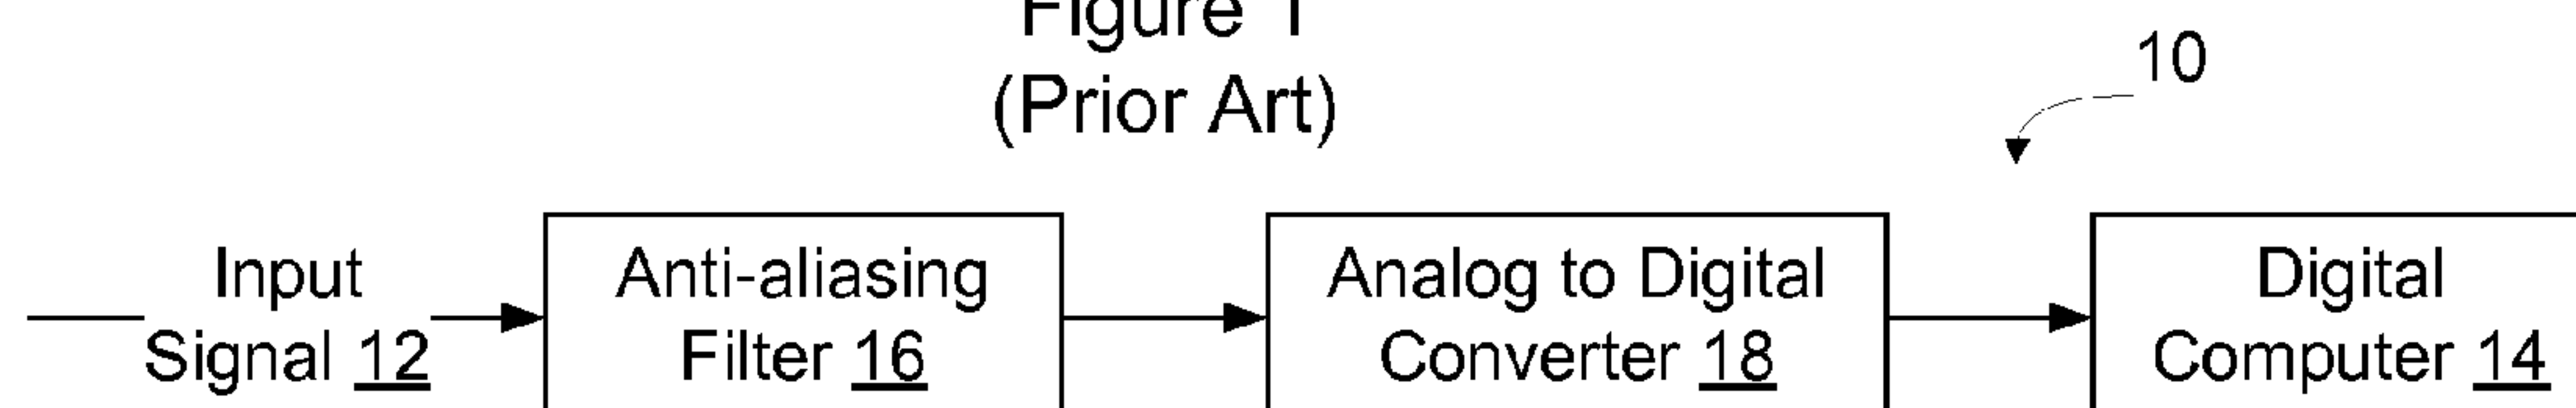 Figure 1
(Prior Art)
10
Input
Signal 12
Anti-aliasing
Filter 16
Analog to Digital
Converter 18
Digital
Computer 14